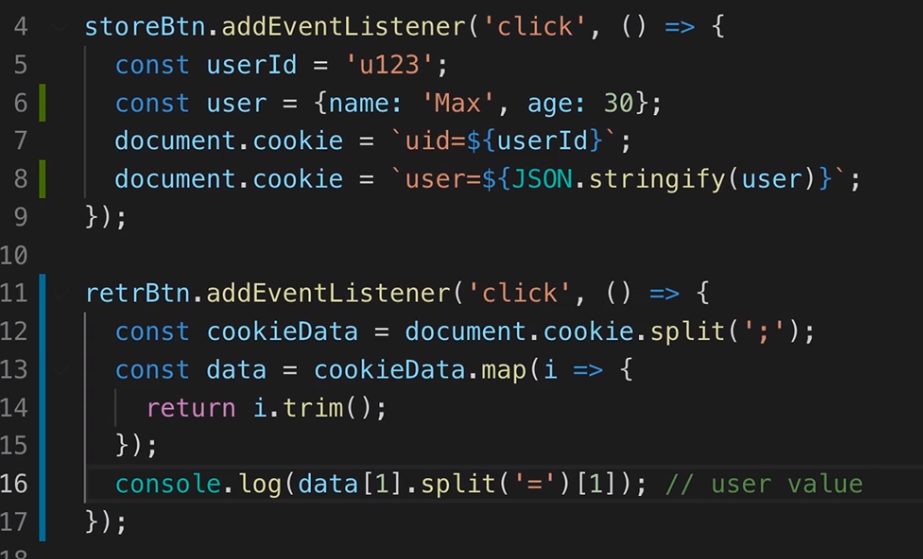 4 storeBtn.addEventListener('click', () => {
5 const userId = 'u123';
6 const user = {name: 'Max', age: 30};
7 document.cookie = `uid=${userId}`;
8 document.cookie = `user=${JSON.stringify(user)}`;
9 });
10
11 retrBtn.addEventListener('click', () => {
12 const cookieData = document.cookie.split(';');
13 const data = cookieData.map(i => {
14 return i.trim();
15 });
16 console.log(data[1].split('=')[1]); // user value
17 });
18